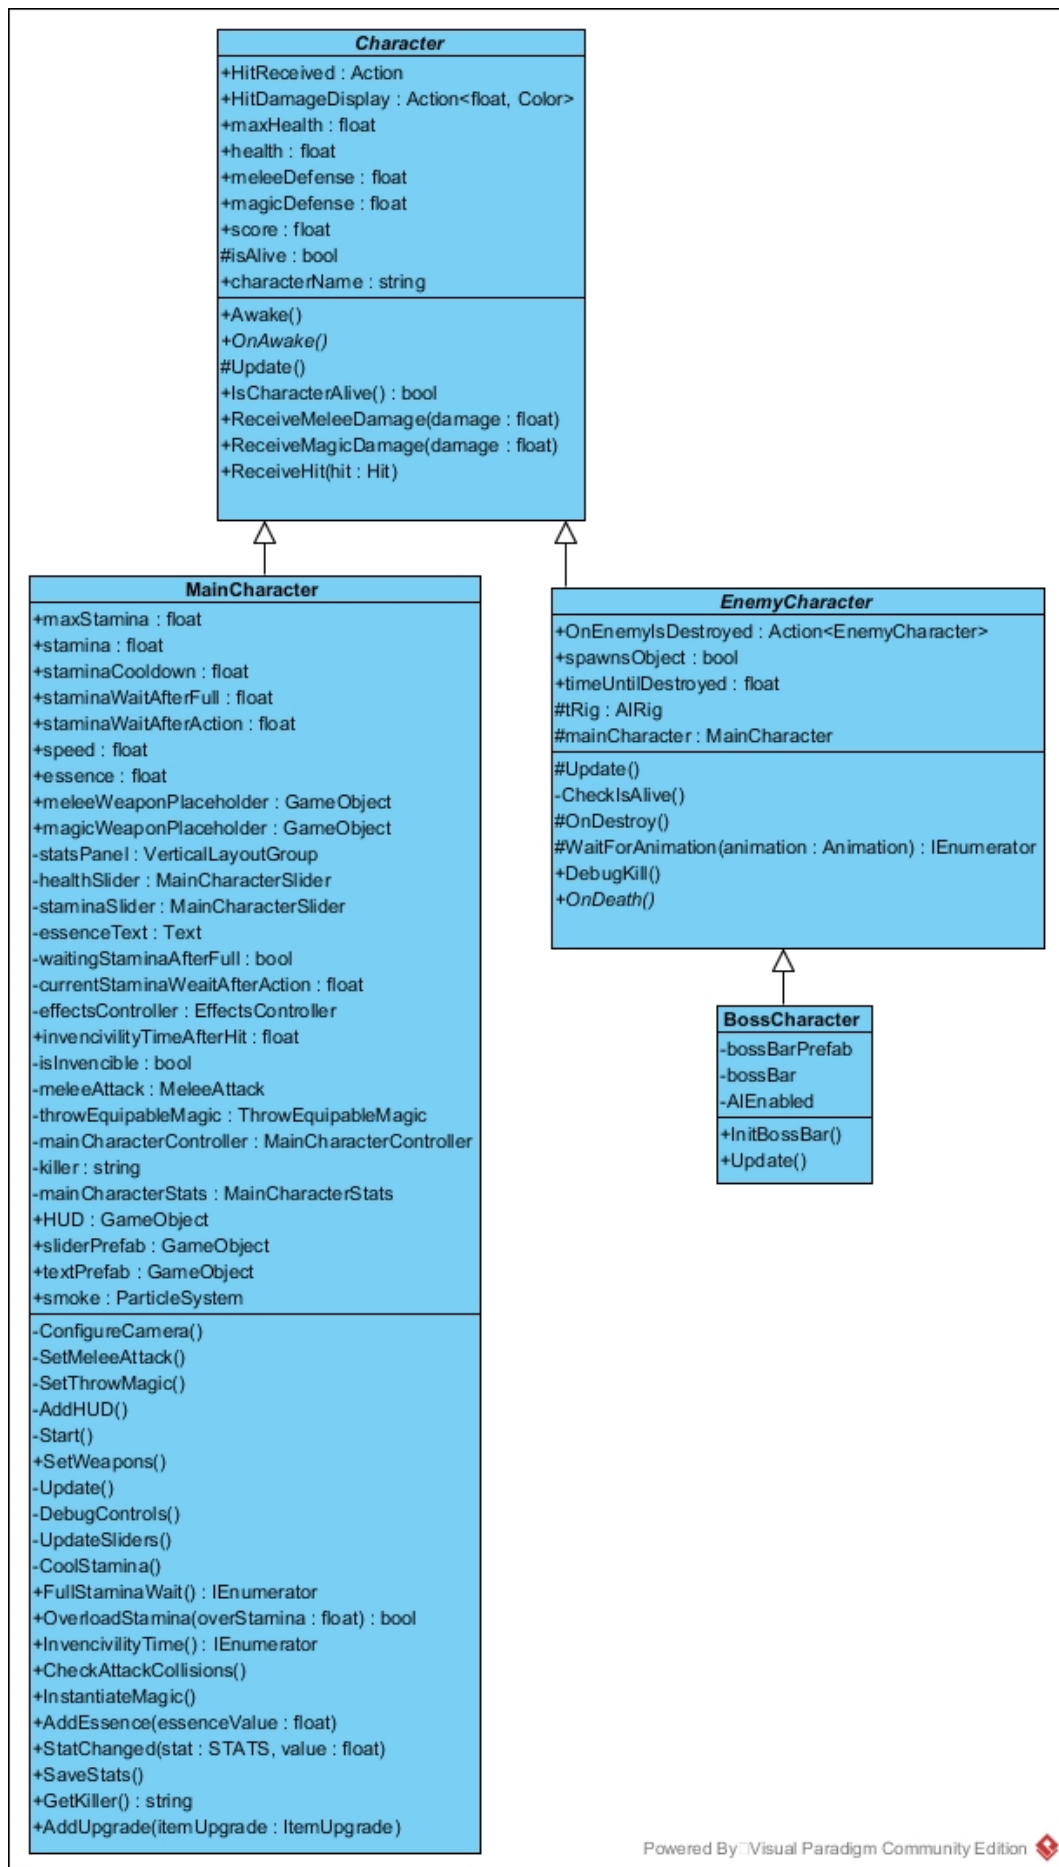 Character
+HitReceived : Action
+HitDamageDisplay : Action<float, Color>
+maxHealth : float
+health : float
+meleeDefense : float
+magicDefense : float
+score : float
#isAlive : bool
+characterName : string
+Awake()
+OnAwake()
#Update()
+IsCharacterAlive() : bool
+ReceiveMeleeDamage(damage : float)
+ReceiveMagicDamage(damage : float)
+ReceiveHit(hit : Hit)
MainCharacter
+maxStamina : float
+stamina : float
+staminaCooldown : float
+staminaWaitAfterFull : float
+staminaWaitAfterAction : float
+speed : float
+essence : float
+meleeWeaponPlaceholder : GameObject
+magicWeaponPlaceholder : GameObject
-statsPanel : VerticalLayoutGroup
-healthSlider : MainCharacterSlider
-staminaSlider : MainCharacterSlider
-essenceText : Text
-waitingStaminaAfterFull : bool
-currentStaminaWeaitAfterAction : float
-effectsController : EffectsController
+invencivilityTimeAfterHit : float
-isInvencible : bool
-meleeAttack : MeleeAttack
-throwEquipableMagic : ThrowEquipableMagic
-mainCharacterController : MainCharacterController
-killer : string
-mainCharacterStats : MainCharacterStats
+HUD : GameObject
+sliderPrefab : GameObject
+textPrefab : GameObject
+smoke : ParticleSystem
-ConfigureCamera()
-SetMeleeAttack()
-SetThrowMagic()
-AddHUD()
-Start()
+SetWeapons()
-Update()
-DebugControls()
-UpdateSliders()
-CoolStamina()
+FullStaminaWait() : IEnumerator
+OverloadStamina(overStamina : float) : bool
+InvencivilityTime() : IEnumerator
+CheckAttackCollisions()
+InstantiateMagic()
+AddEssence(essenceValue : float)
+StatChanged(stat : STATS, value : float)
+SaveStats()
+GetKiller() : string
+AddUpgrade(itemUpgrade : ItemUpgrade)
EnemyCharacter
+OnEnemyIsDestroyed : Action<EnemyCharacter>
+spawnsObject : bool
+timeUntilDestroyed : float
#tRig : AIRig
#mainCharacter : MainCharacter
#Update()
-CheckIsAlive()
#OnDestroy()
#WaitForAnimation(animation : Animation) : IEnumerator
+DebugKill()
+OnDeath()
BossCharacter
-bossBarPrefab
-bossBar
-AIEnabled
+InitBossBar()
+Update()
Powered By□Visual Paradigm Community Edition